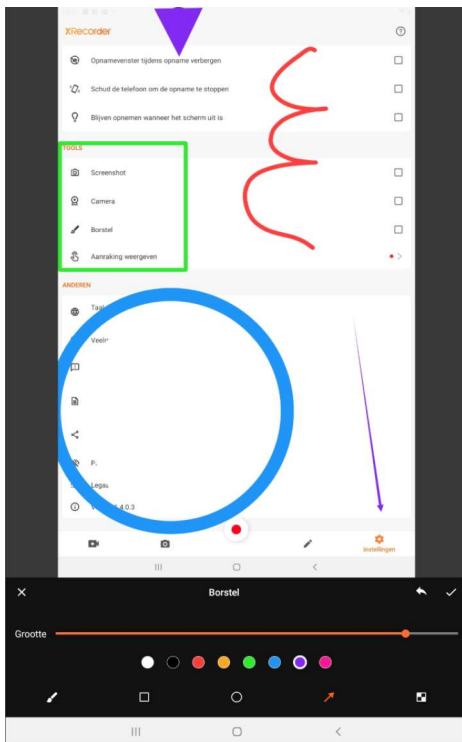 XRecorder
Opnamevenster tijdens opname verbergen
Schud de telefoon om de opname te stoppen
Blijven opnemen wanneer het scherm uit is
TOOLS
Screenshot
Camera
Borstel
Aanraking weergeven
ANDEREN
Instellingen
Borstel
Grootte